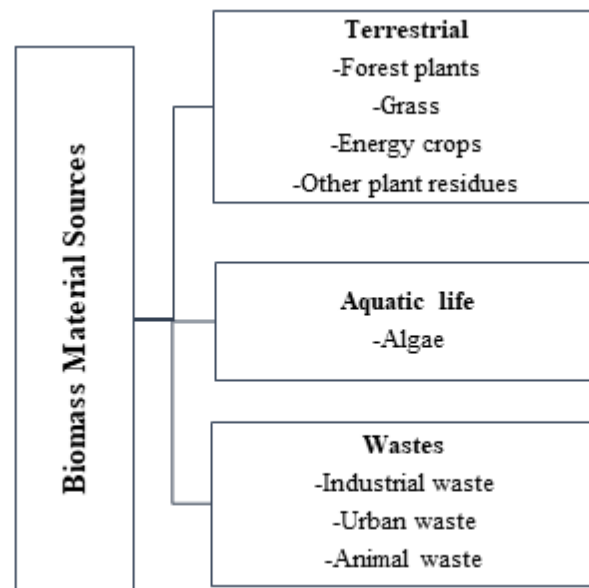 Biomass Material Sources
Terrestrial
-Forest plants
-Grass
-Energy crops
-Other plant residues
Aquatic life
-Algae
Wastes
-Industrial waste
-Urban waste
-Animal waste